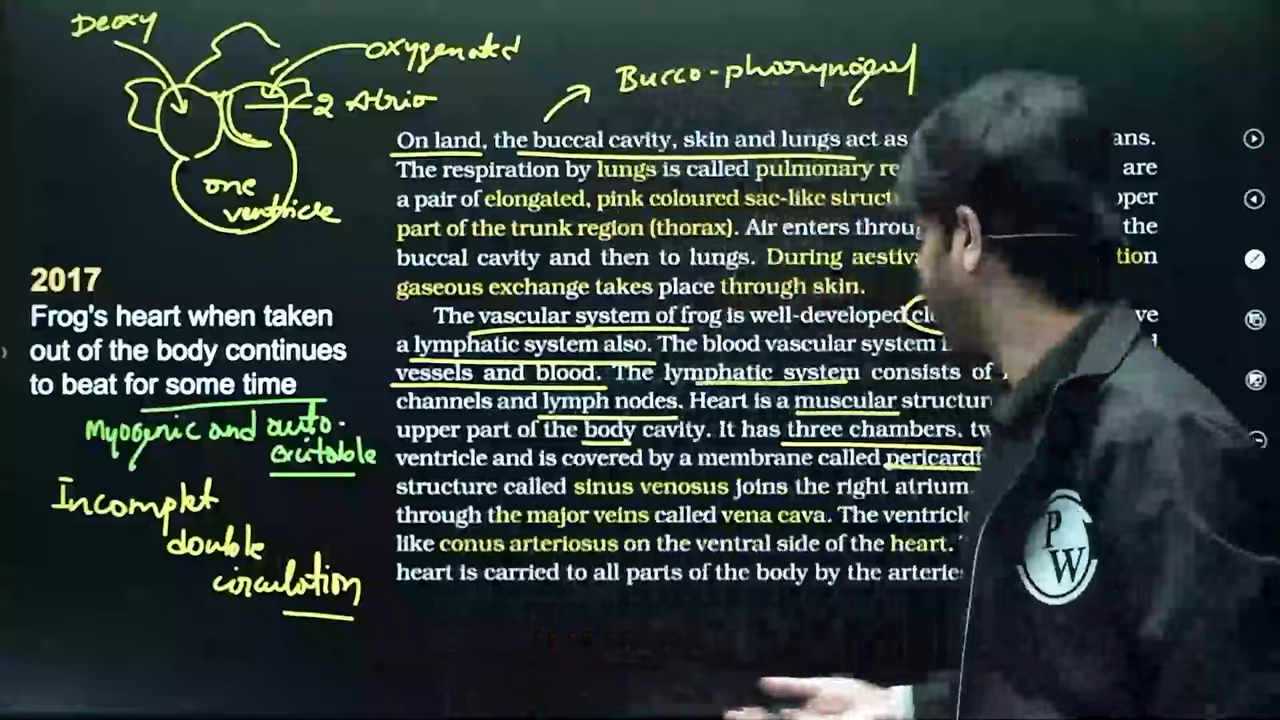 Deoxy
oxygenated
2 Atria
one
ventricle
Bucco-pharyngeal
On land, the buccal cavity, skin and lungs act as ans.
The respiration by lungs is called pulmonary re are
a pair of elongated, pink coloured sac-like struct pper
part of the trunk region (thorax). Air enters throu the
buccal cavity and then to lungs. During aestiva tion
gaseous exchange takes place through skin.
The vascular system of frog is well-developed cl ve
a lymphatic system also. The blood vascular system
vessels and blood. The lymphatic system consists of
channels and lymph nodes. Heart is a muscular structur
upper part of the body cavity. It has three chambers, tw
ventricle and is covered by a membrane called pericardi
structure called sinus venosus joins the right atrium
through the major veins called vena cava. The ventricl
like conus arteriosus on the ventral side of the heart.
heart is carried to all parts of the body by the arterie
2017
Frog's heart when taken
out of the body continues
to beat for some time
Myogenic and auto-
excitable
Incomplet
double
circulation
P
W